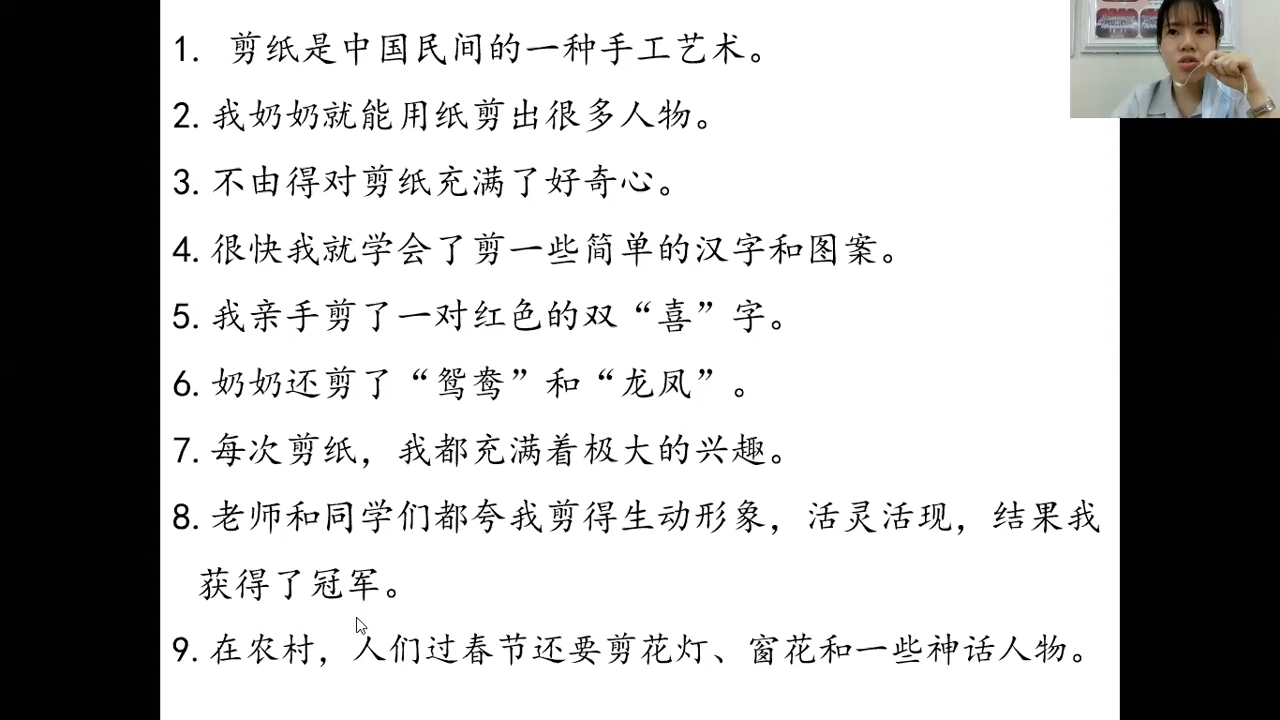 1. 剪纸是中国民间的一种手工艺术。
2. 我奶奶就能用纸剪出很多人物。
3. 不由得对剪纸充满了好奇心。
4. 很快我就学会了剪一些简单的汉字和图案。
5. 我亲手剪了一对红色的双“喜”字。
6. 奶奶还剪了“鸳鸯”和“龙凤”。
7. 每次剪纸，我都充满着极大的兴趣。
8. 老师和同学们都夸我剪得生动形象，活灵活现，结果我
获得了冠军。
9. 在农村，人们过春节还要剪花灯、窗花和一些神话人物。